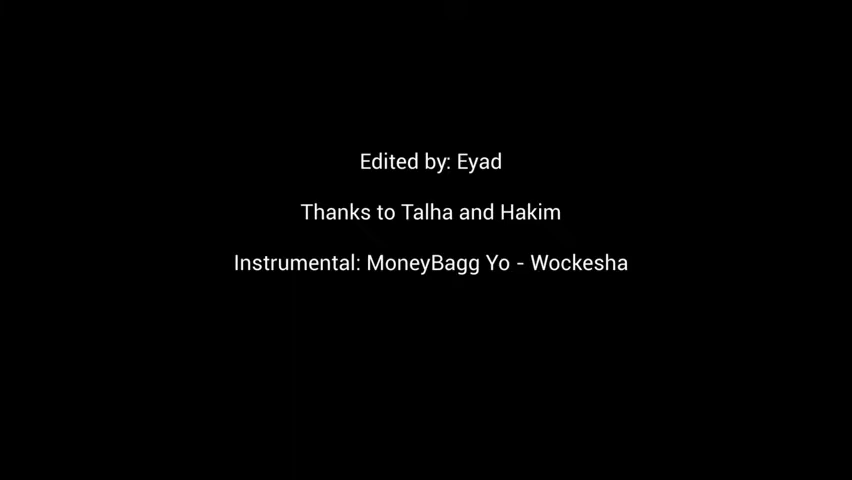 Edited by: Eyad
Thanks to Talha and Hakim
Instrumental: MoneyBagg Yo - Wockesha